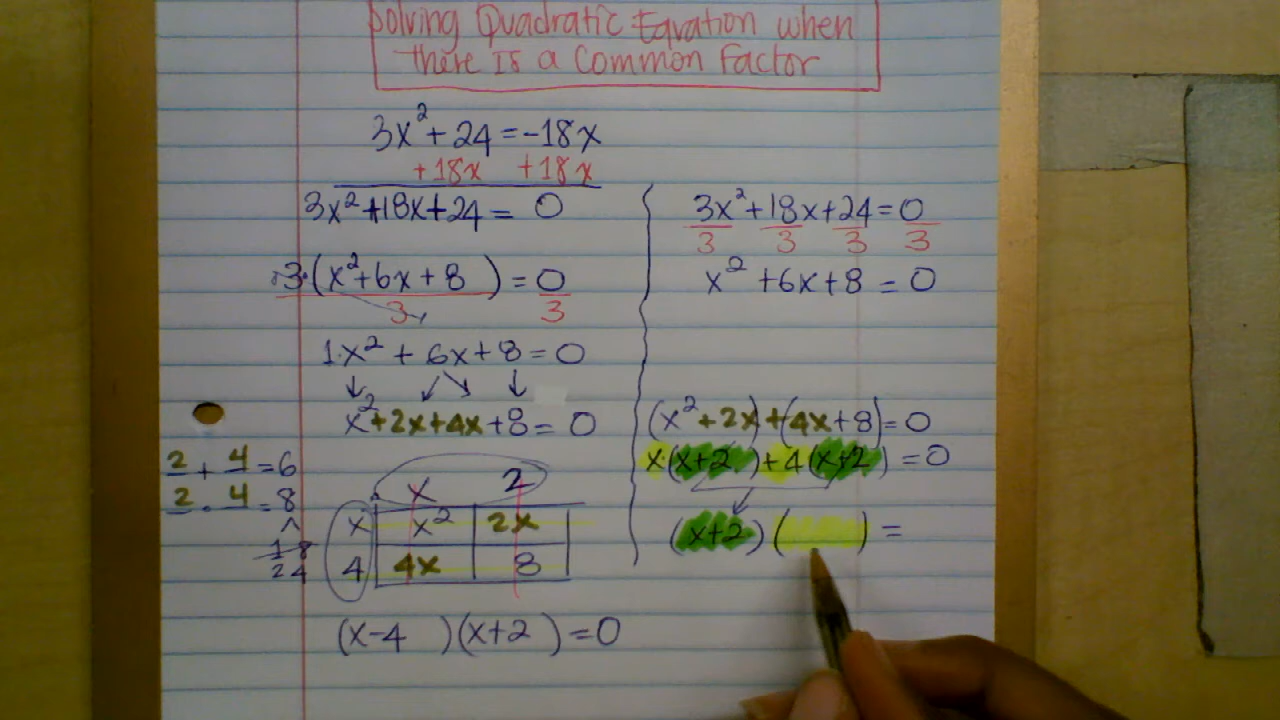 Solving Quadratic Equation when
there Is a Common Factor
3x² + 24 = -18x
+18x +18x
3x² +18x+24 = 0
3·(x²+6x+8) = 0
3 3
1·x² + 6x+8=0
x²+2x+4x+8=0
2 + 4 =6
2 . 4 =8
1 8
2 4
x 2
x x² 2x
4 4x 8
(x-4 )(x+2 )=0
3x²+18x+24=0
3 3 3 3
x² +6x+8 =0
(x²+2x)+(4x+8)=0
x·(x+2 )+4(x+2 ) =0
(x+2)( ) =